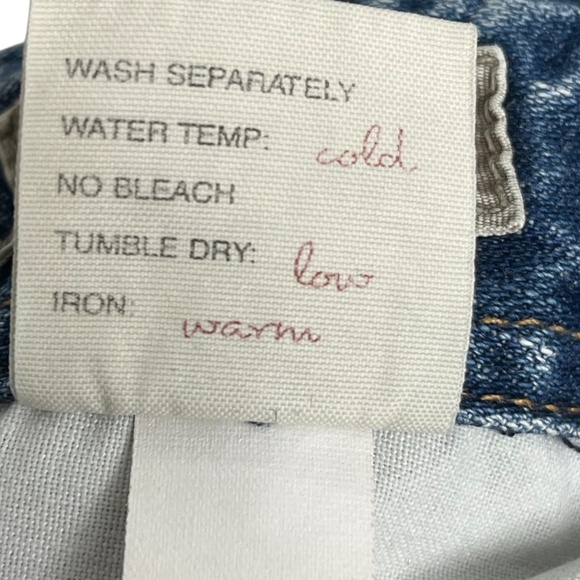 WASH SEPARATELY
WATER TEMP: cold
NO BLEACH
TUMBLE DRY: low
IRON: warm